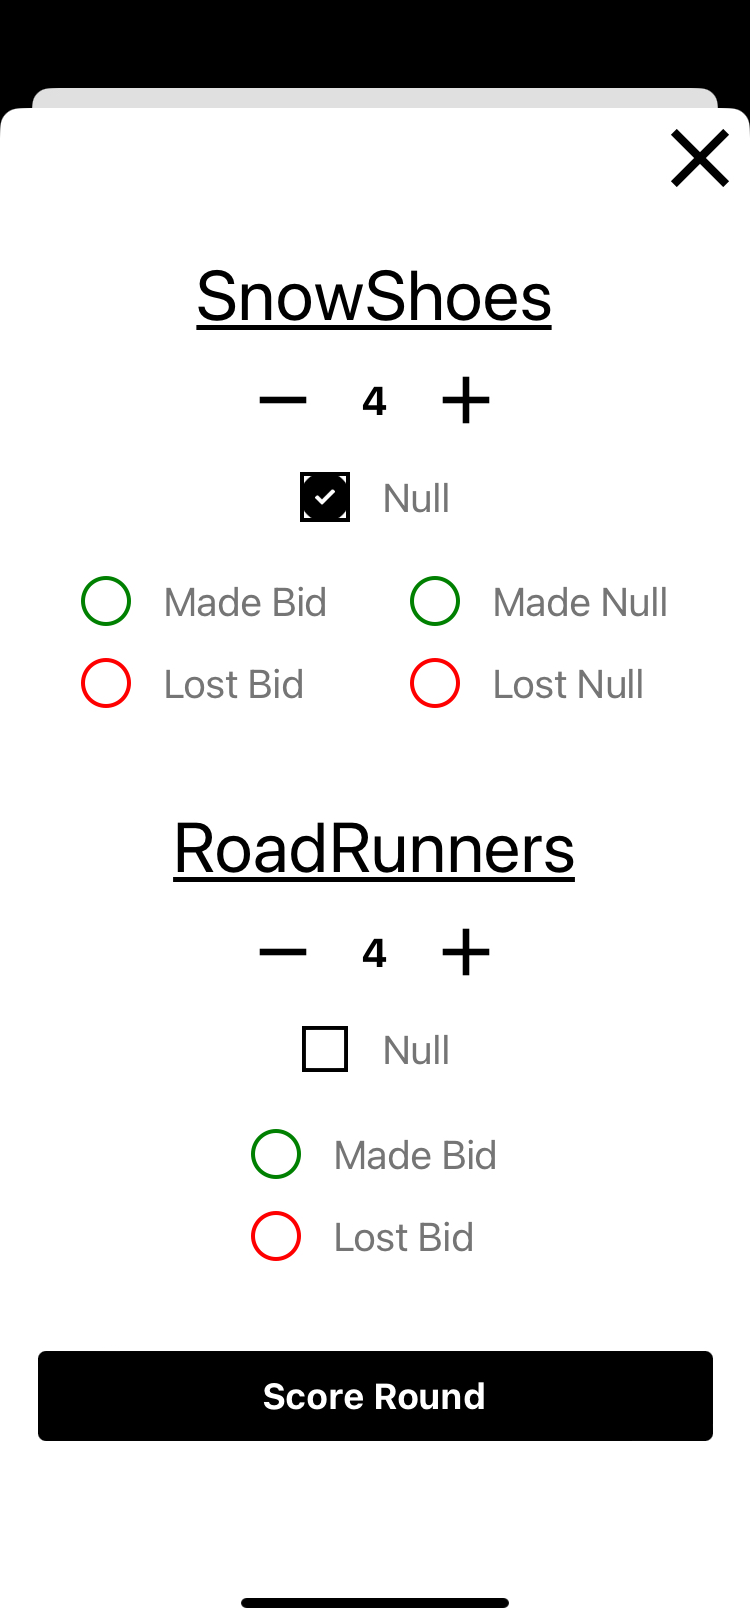 SnowShoes
4
Null
Made Bid Made Null
Lost Bid Lost Null
RoadRunners
4
Null
Made Bid
Lost Bid
Score Round